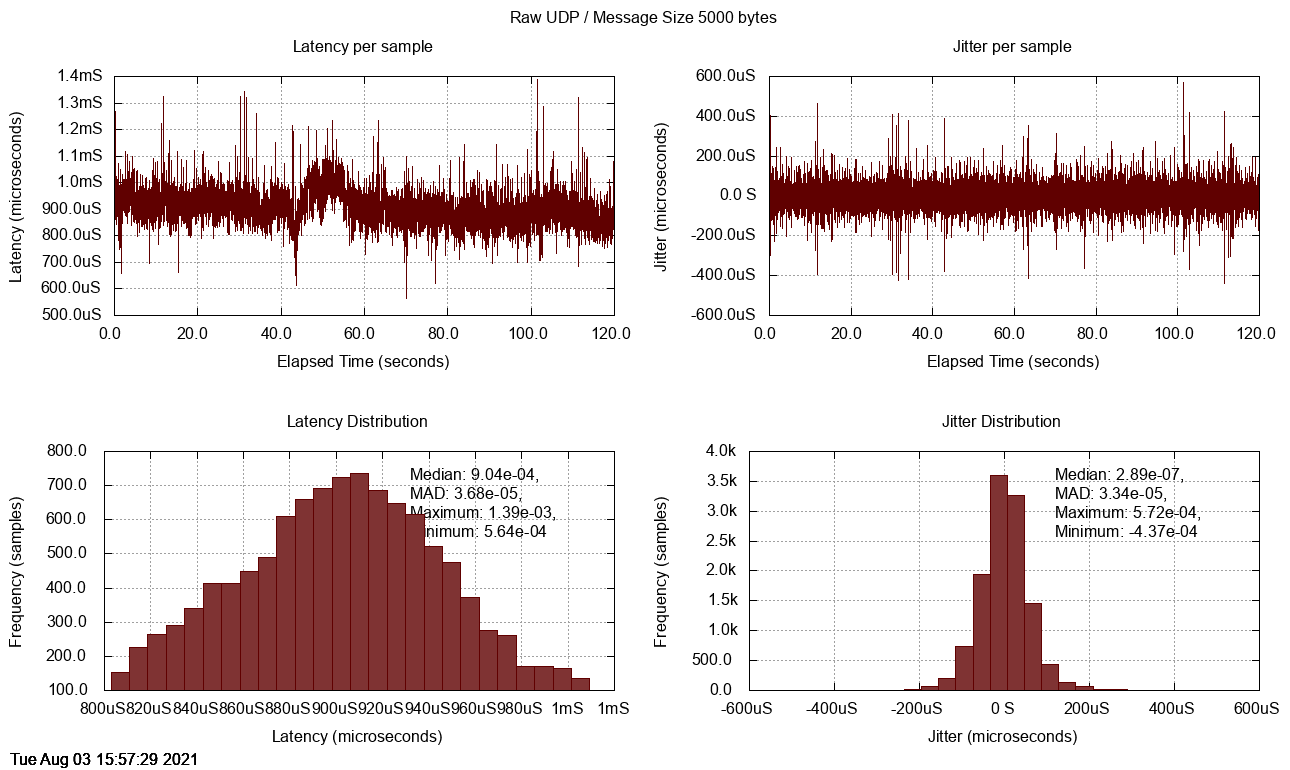 Raw UDP / Message Size 5000 bytes
Latency per sample
1.4mS
1.3mS
1.2mS
1.1mS
1.0mS
900.0uS
800.0uS
700.0uS
600.0uS
500.0uS
Latency (microseconds)
0.0 20.0 40.0 60.0 80.0 100.0 120.0
Elapsed Time (seconds)
Jitter per sample
600.0uS
400.0uS
200.0uS
0.0 S
-200.0uS
-400.0uS
-600.0uS
Jitter (microseconds)
0.0 20.0 40.0 60.0 80.0 100.0 120.0
Elapsed Time (seconds)
Latency Distribution
800.0
700.0
600.0
500.0
400.0
300.0
200.0
100.0
Frequency (samples)
Median: 9.04e-04,
MAD: 3.68e-05,
Maximum: 1.39e-03,
Minimum: 5.64e-04
800uS 820uS 840uS 860uS 880uS 900uS 920uS 940uS 960uS 980uS 1mS 1mS
Latency (microseconds)
Jitter Distribution
4.0k
3.5k
3.0k
2.5k
2.0k
1.5k
1.0k
500.0
0.0
Frequency (samples)
Median: 2.89e-07,
MAD: 3.34e-05,
Maximum: 5.72e-04,
Minimum: -4.37e-04
-600uS -400uS -200uS 0 S 200uS 400uS 600uS
Jitter (microseconds)
Tue Aug 03 15:57:29 2021